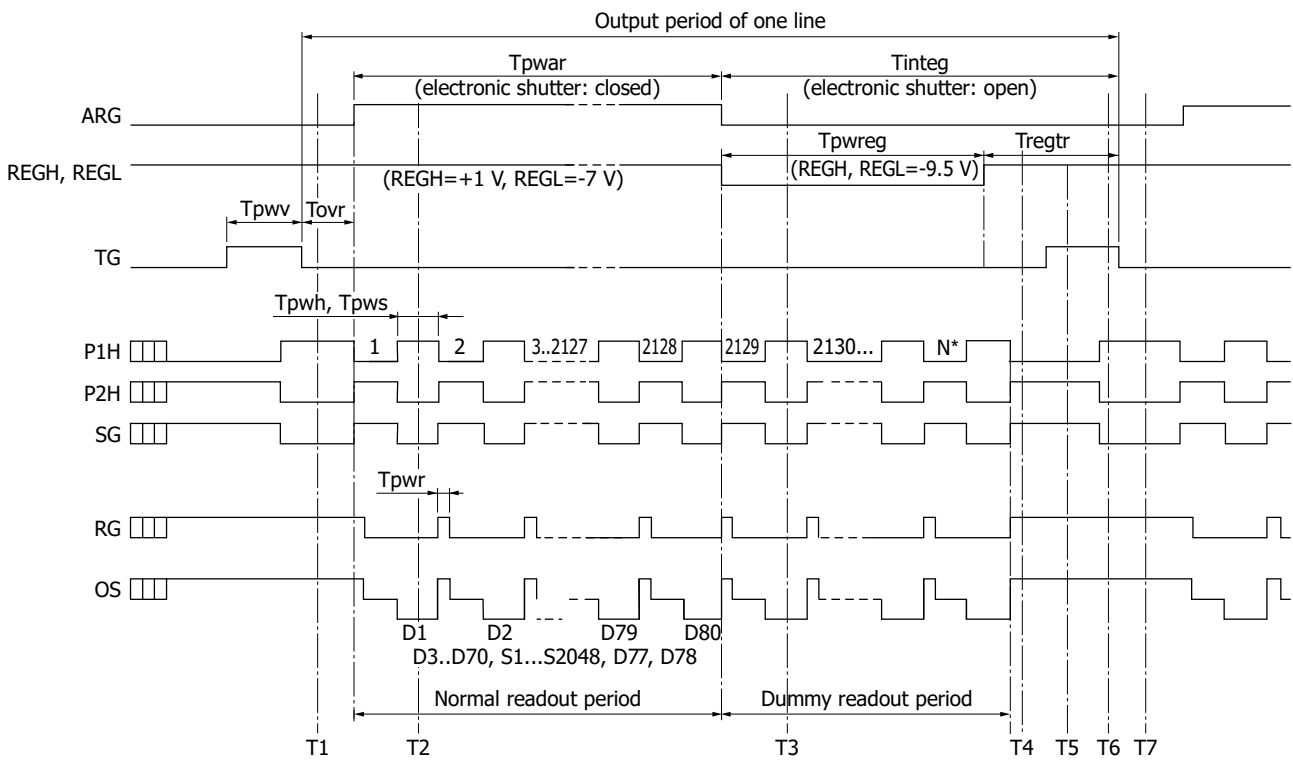 Output period of one line
Tpwar
(electronic shutter: closed)
Tinteg
(electronic shutter: open)
ARG
Tpwreg
Tregtr
REGH, REGL
(REGH=+1 V, REGL=-7 V)
(REGH, REGL=-9.5 V)
Tpwv
Tovr
TG
Tpwh, Tpws
P1H
1
2
3..2127
2128
2129
2130...
N*
P2H
SG
Tpwr
RG
OS
D1
D2
D79
D80
D3..D70, S1...S2048, D77, D78
Normal readout period
Dummy readout period
T1
T2
T3
T4
T5
T6
T7